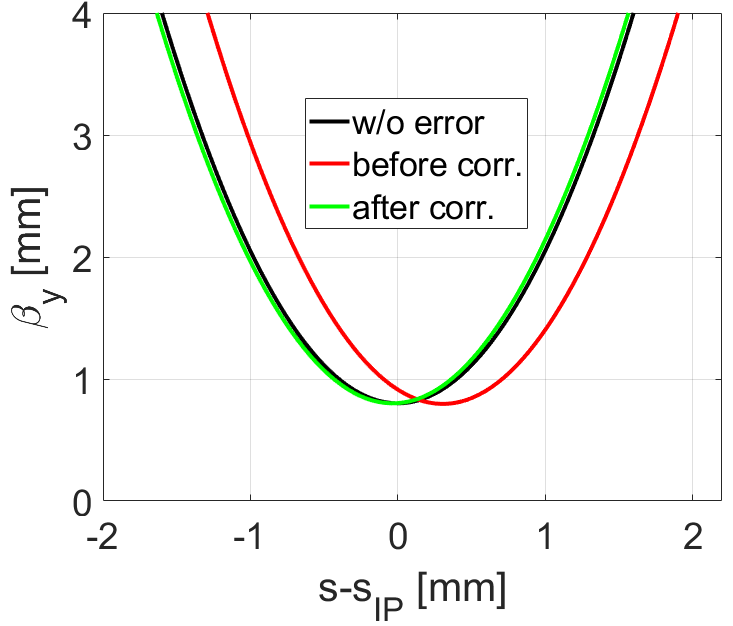 4
3
2
1
0
-2 -1 0 1 2
β_y [mm]
s-s_IP [mm]
w/o error
before corr.
after corr.